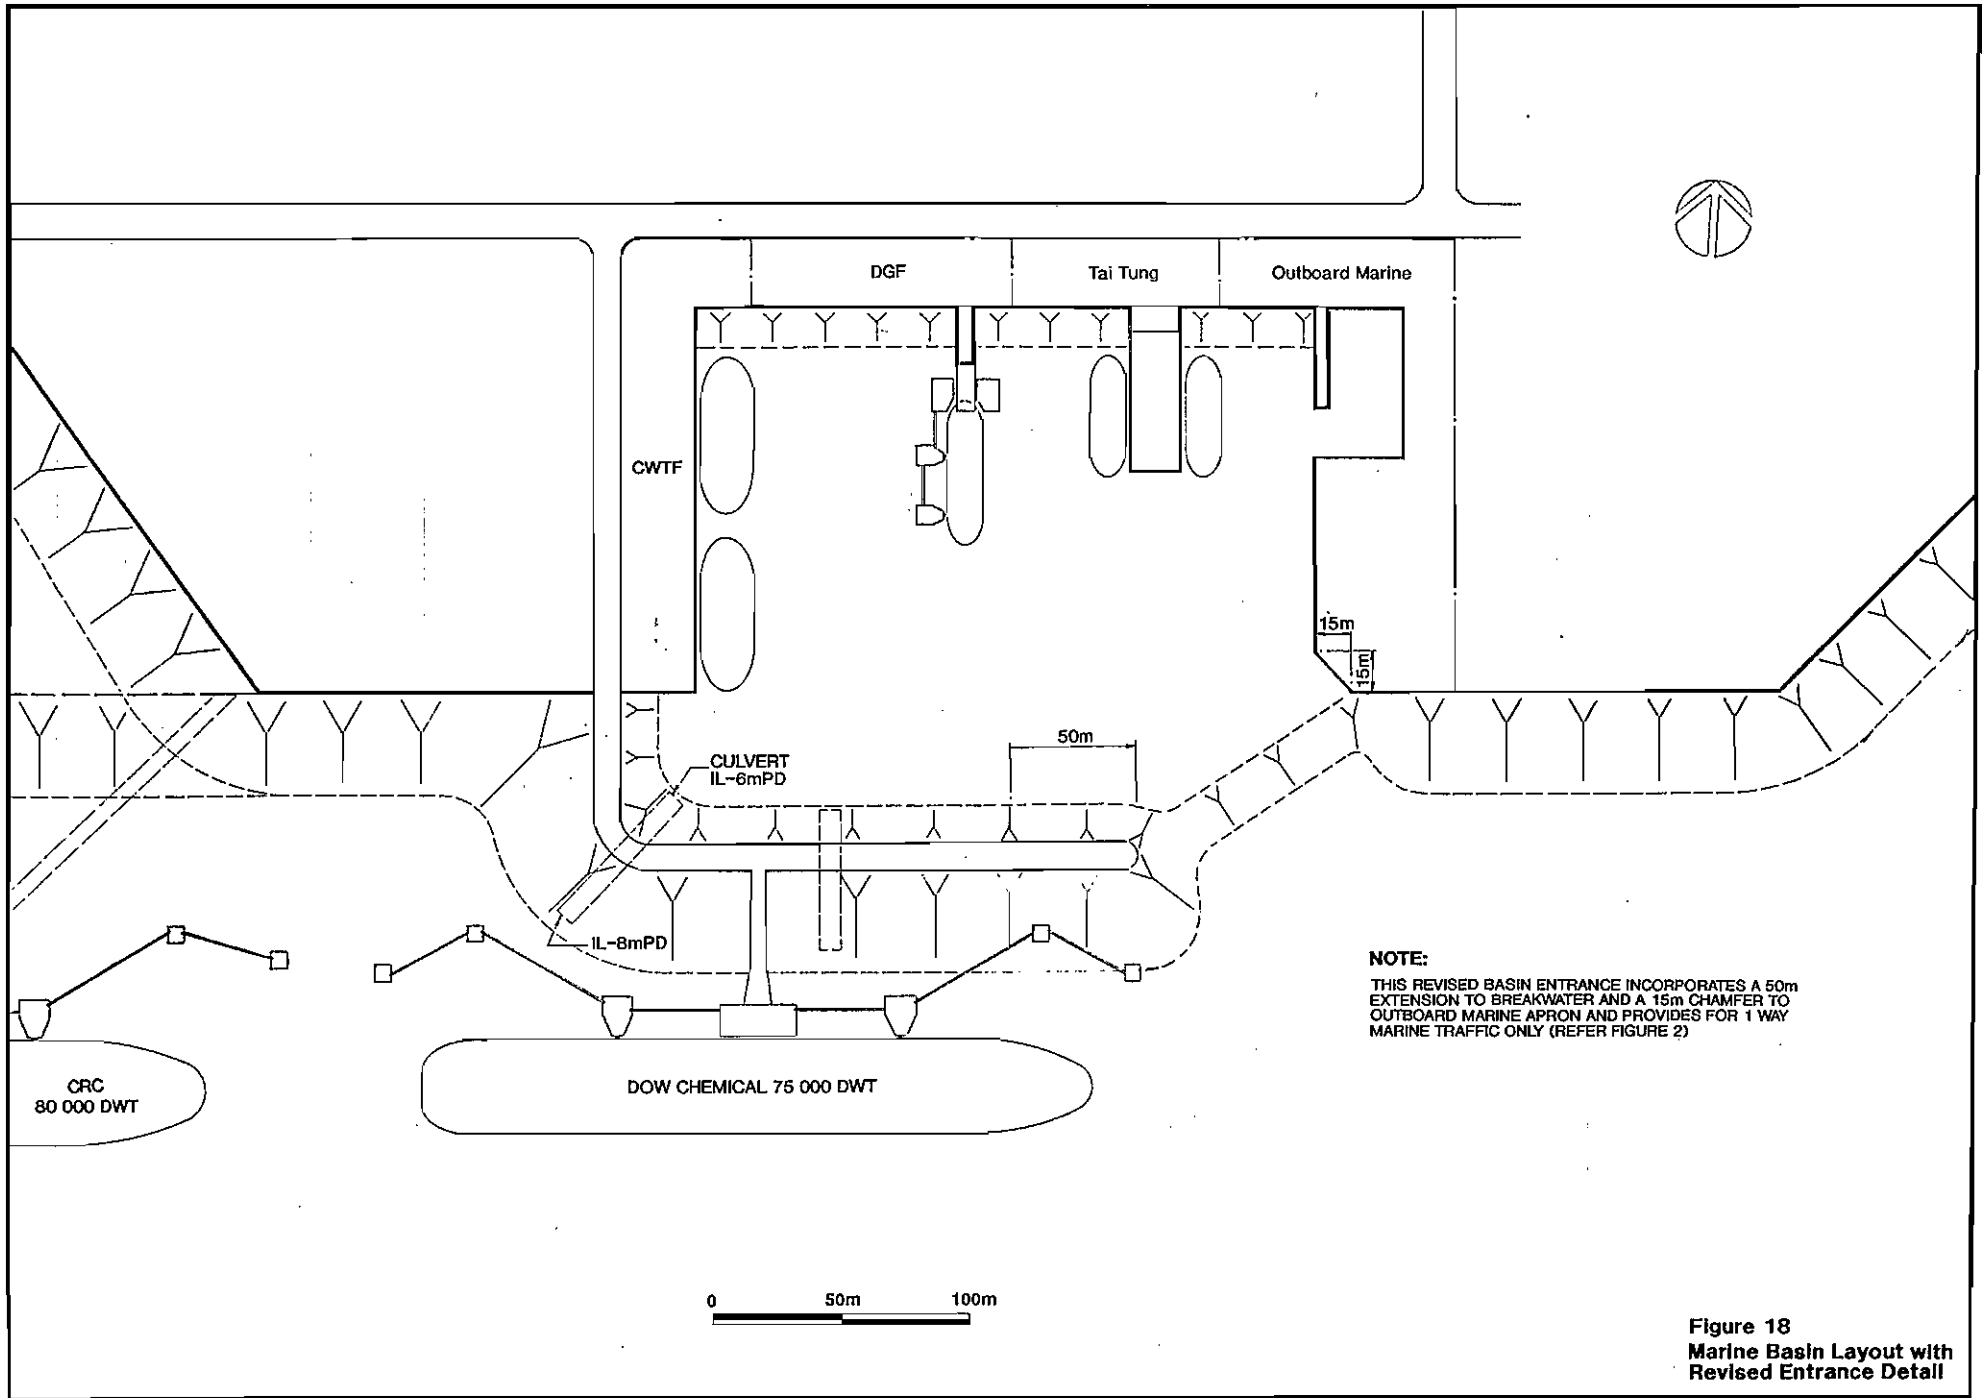 DGF
Tai Tung
Outboard Marine
CWTF
15m
15m
50m
CULVERT
IL-6mPD
IL-8mPD
NOTE:
THIS REVISED BASIN ENTRANCE INCORPORATES A 50m
EXTENSION TO BREAKWATER AND A 15m CHAMFER TO
OUTBOARD MARINE APRON AND PROVIDES FOR 1 WAY
MARINE TRAFFIC ONLY (REFER FIGURE 2)
CRC
80 000 DWT
DOW CHEMICAL 75 000 DWT
0 50m 100m
Figure 18
Marine Basin Layout with
Revised Entrance Detail